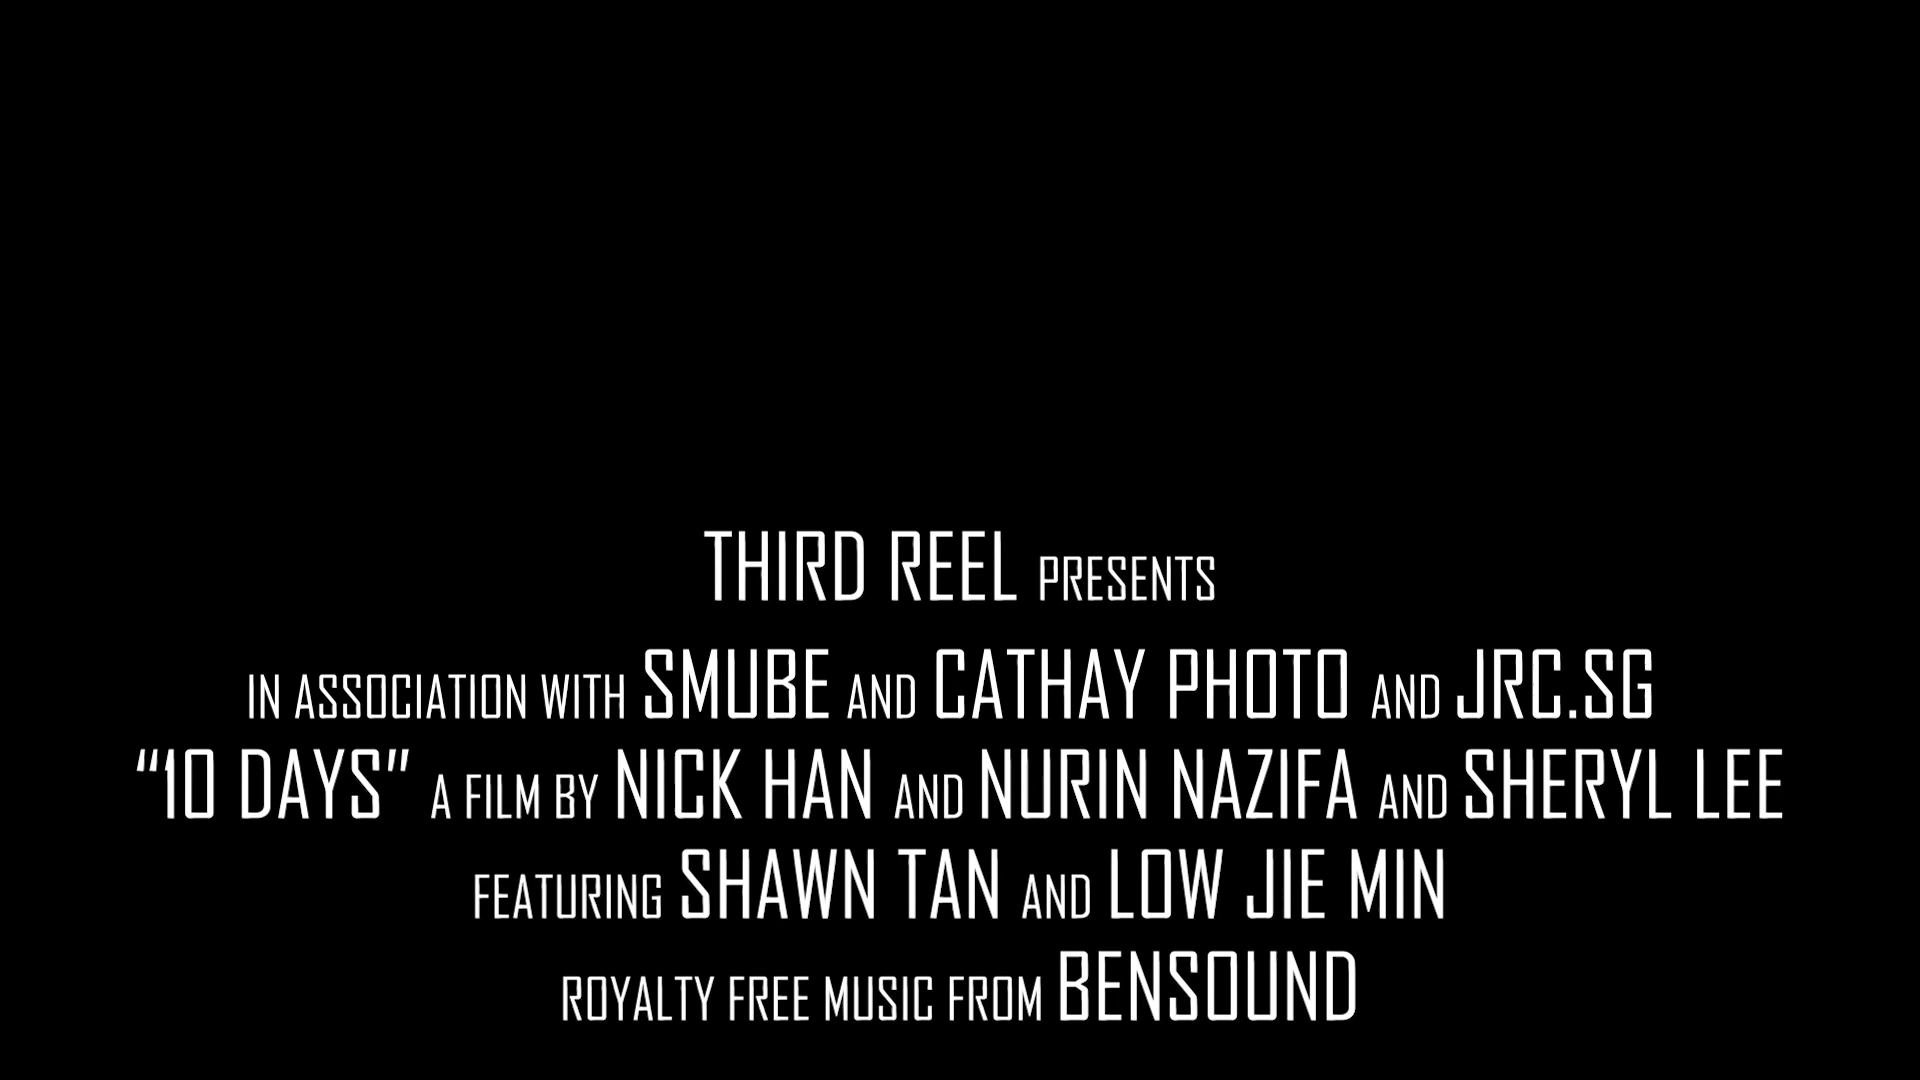 THIRD REEL PRESENTS
IN ASSOCIATION WITH SMUBE AND CATHAY PHOTO AND JRC.SG
“10 DAYS” A FILM BY NICK HAN AND NURIN NAZIFA AND SHERYL LEE
FEATURING SHAWN TAN AND LOW JIE MIN
ROYALTY FREE MUSIC FROM BENSOUND